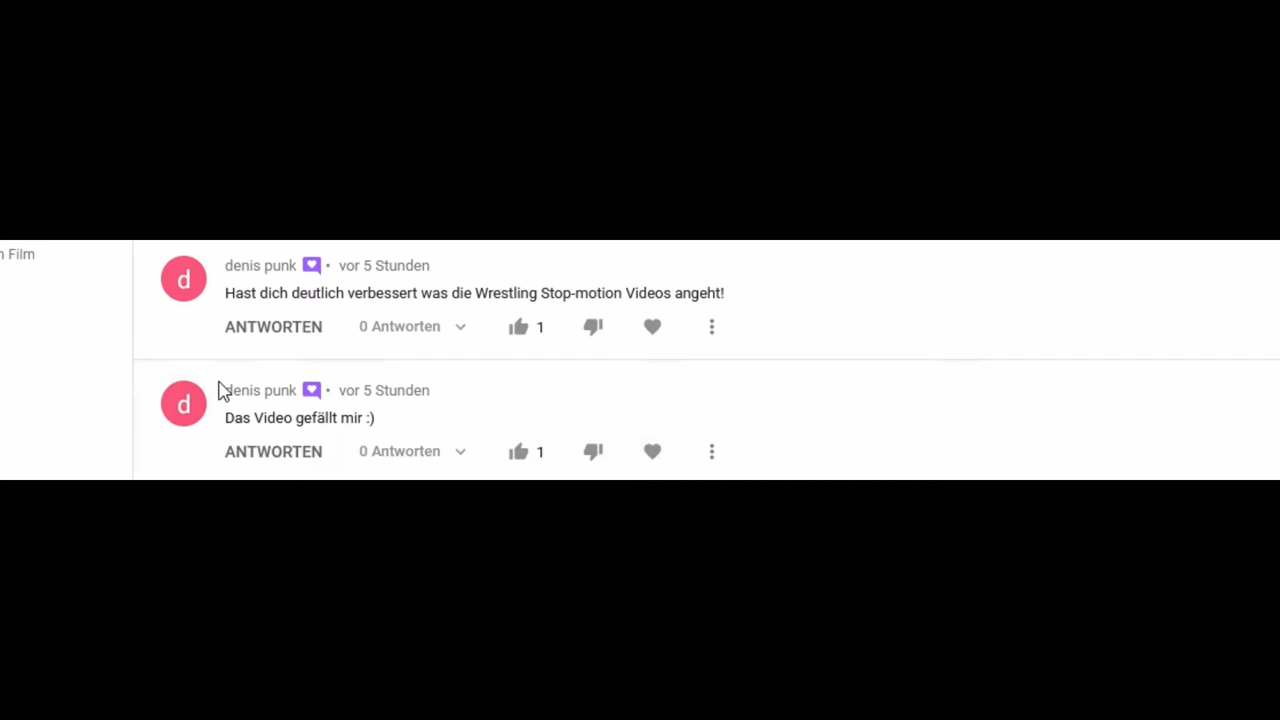 n Film
denis punk • vor 5 Stunden
Hast dich deutlich verbessert was die Wrestling Stop-motion Videos angeht!
ANTWORTEN 0 Antworten 1
d
denis punk • vor 5 Stunden
Das Video gefällt mir :)
ANTWORTEN 0 Antworten 1
d